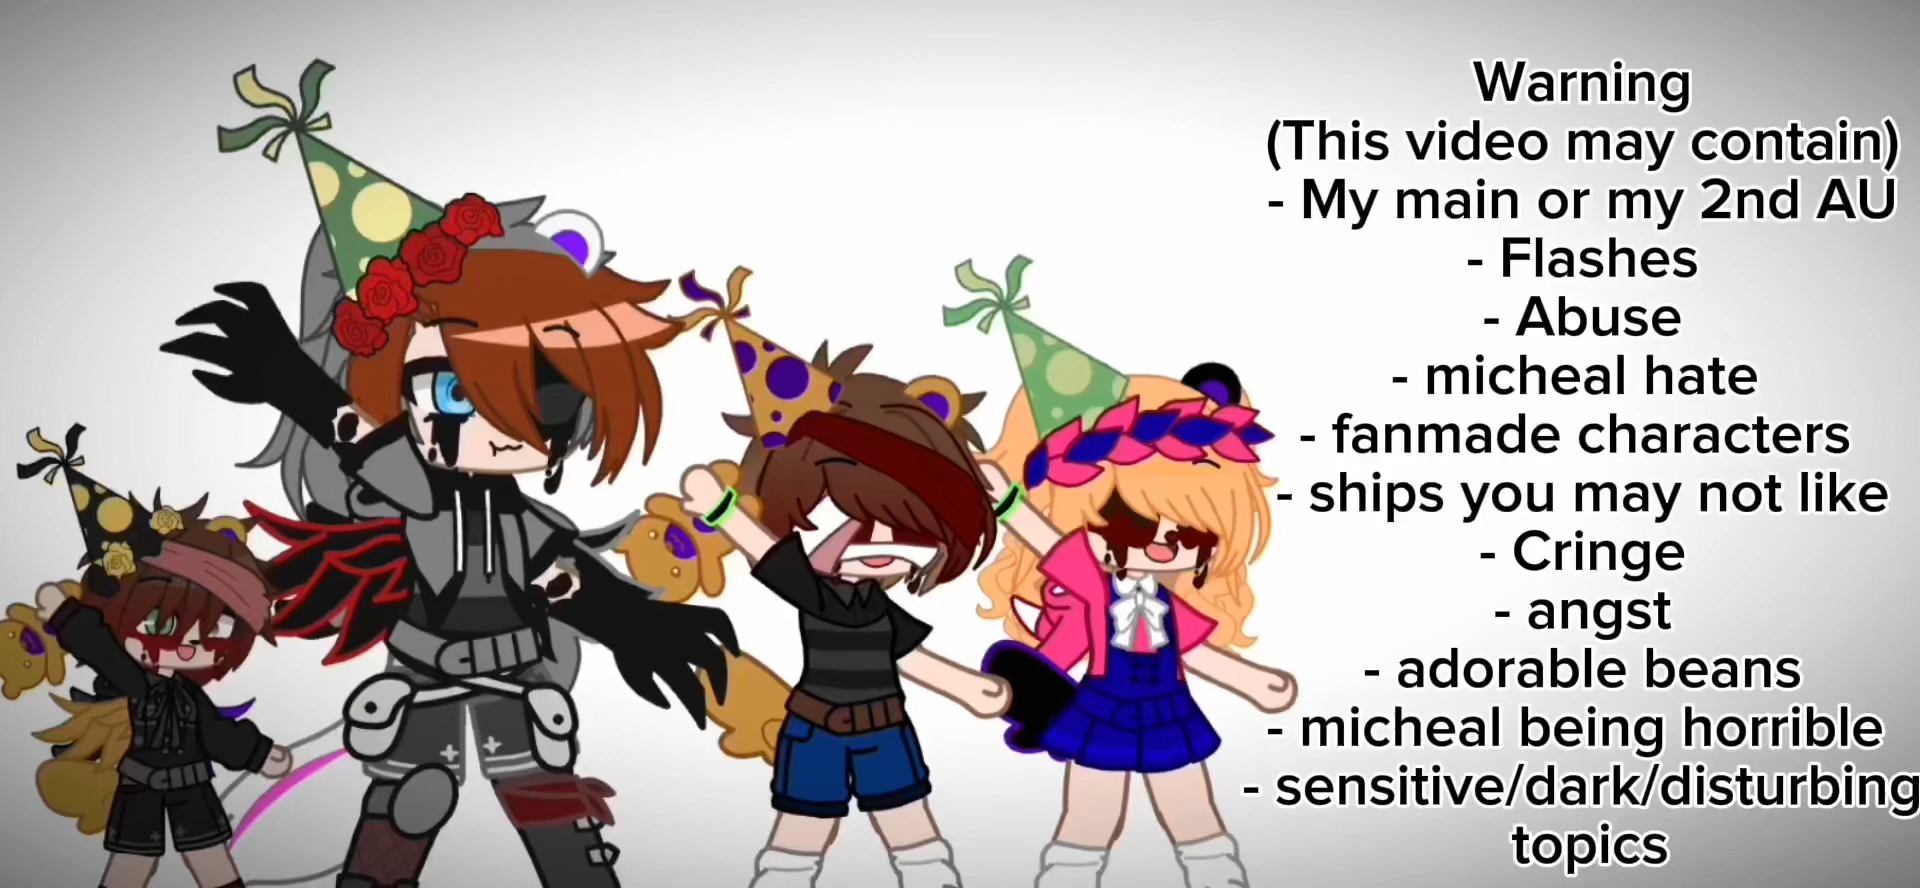 Warning
(This video may contain)
- My main or my 2nd AU
- Flashes
- Abuse
- micheal hate
- fanmade characters
- ships you may not like
- Cringe
- angst
- adorable beans
- micheal being horrible
- sensitive/dark/disturbing
topics